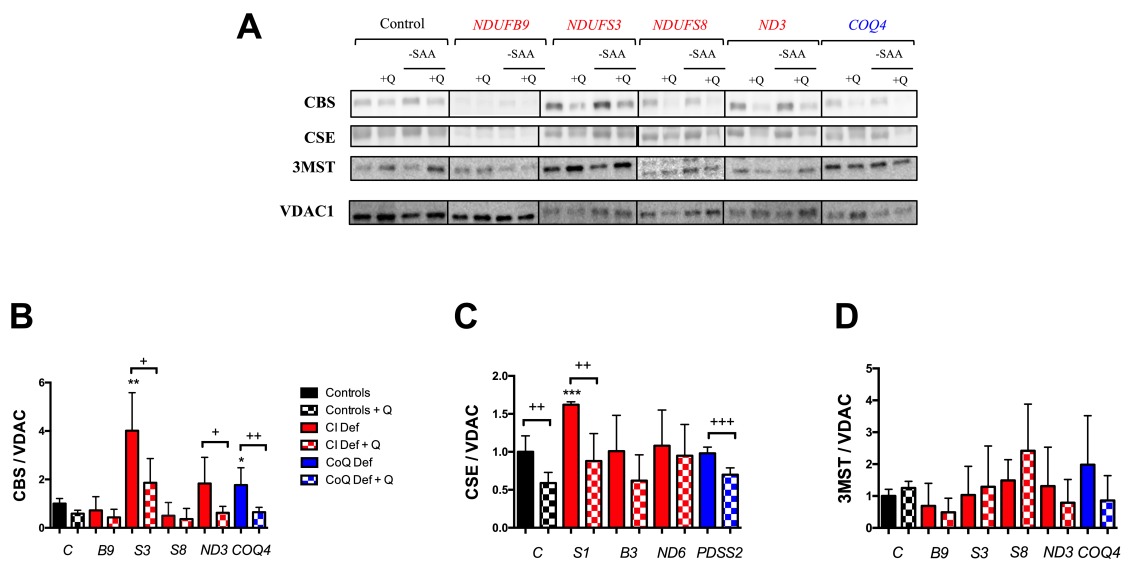 A
Control NDUFB9 NDUFS3 NDUFS8 ND3 COQ4
-SAA -SAA -SAA -SAA -SAA -SAA
+Q +Q +Q +Q +Q +Q +Q +Q +Q +Q +Q +Q
CBS
CSE
3MST
VDAC1
B
CBS / VDAC
6
4
2
0
** + + * ++
C B9 S3 S8 ND3 COQ4
Controls
Controls + Q
CI Def
CI Def + Q
CoQ Def
CoQ Def + Q
C
CSE / VDAC
2.0
1.5
1.0
0.5
0.0
++ *** ++ +++
C S1 B3 ND6 PDSS2
D
3MST / VDAC
5
4
3
2
1
0
C B9 S3 S8 ND3 COQ4